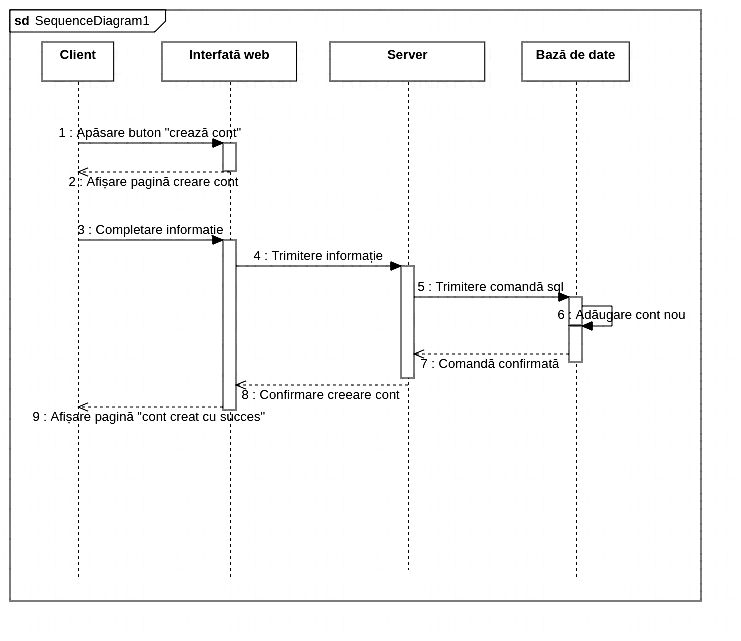 sd SequenceDiagram1
Client
Interfată web
Server
Bază de date
1 : Apăsare buton "crează cont"
2 : Afișare pagină creare cont
3 : Completare informație
4 : Trimitere informație
5 : Trimitere comandă sql
6 : Adăugare cont nou
7 : Comandă confirmată
8 : Confirmare creeare cont
9 : Afișare pagină "cont creat cu succes"